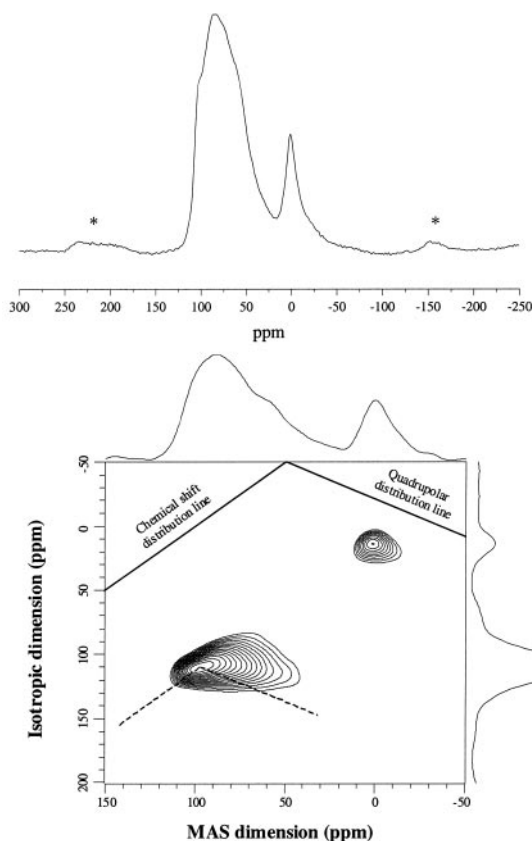 *
*
300 250 200 150 100 50 0 -50 -100 -150 -200 -250
ppm
Chemical shift
distribution line
Quadrupolar
distribution line
-50
0
50
100
150
200
Isotropic dimension (ppm)
150 100 50 0 -50
MAS dimension (ppm)